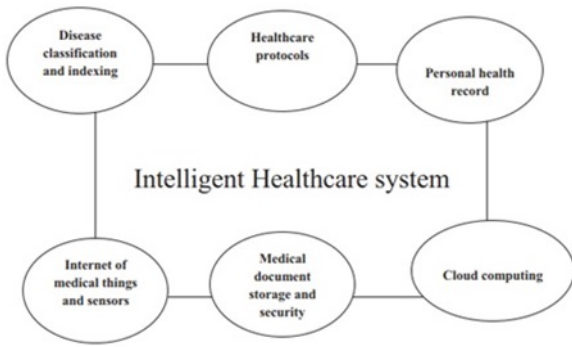 Disease
classification
and indexing
Healthcare
protocols
Personal health
record
Intelligent Healthcare system
Internet of
medical things
and sensors
Medical
document
storage and
security
Cloud computing